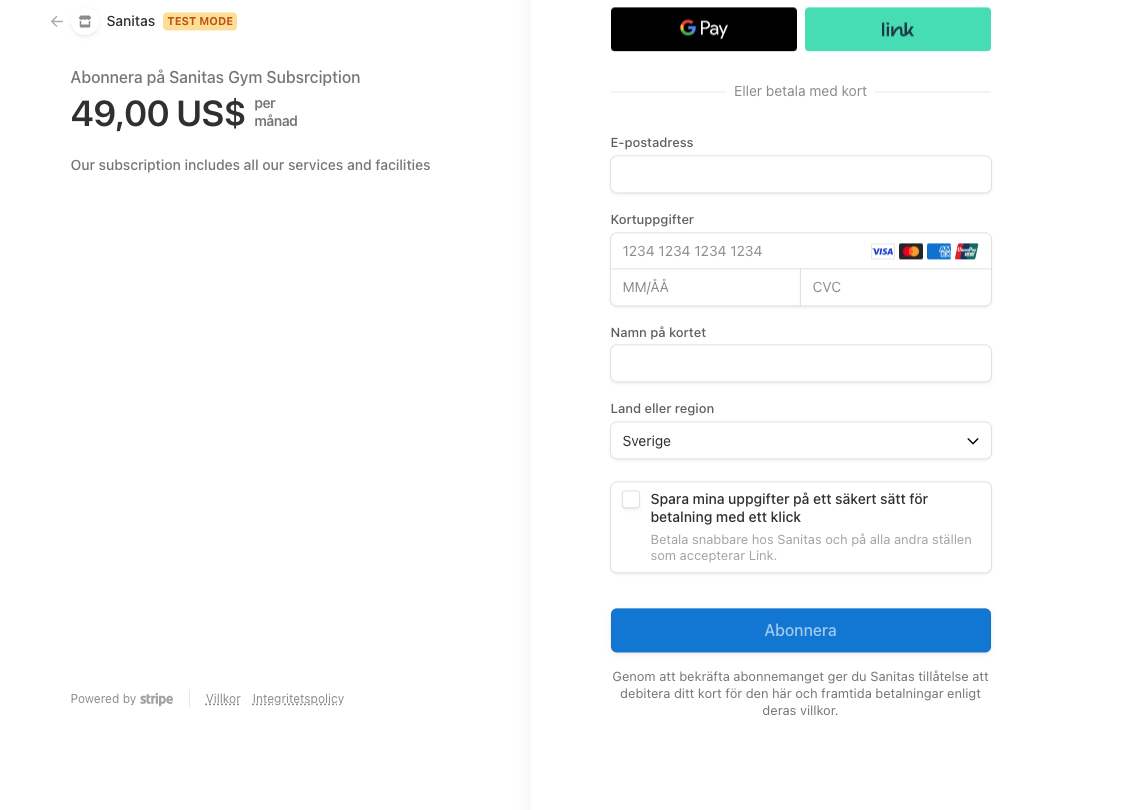 Sanitas TEST MODE
Abonnera på Sanitas Gym Subsrciption
49,00 US$ per
månad
Our subscription includes all our services and facilities
Powered by stripe Villkor Integritetspolicy
G Pay link
Eller betala med kort
E-postadress
Kortuppgifter
1234 1234 1234 1234 VISA
MM/ÅÅ CVC
Namn på kortet
Land eller region
Sverige
Spara mina uppgifter på ett säkert sätt för
betalning med ett klick
Betala snabbare hos Sanitas och på alla andra ställen
som accepterar Link.
Abonnera
Genom att bekräfta abonnemanget ger du Sanitas tillåtelse att
debitera ditt kort för den här och framtida betalningar enligt
deras villkor.